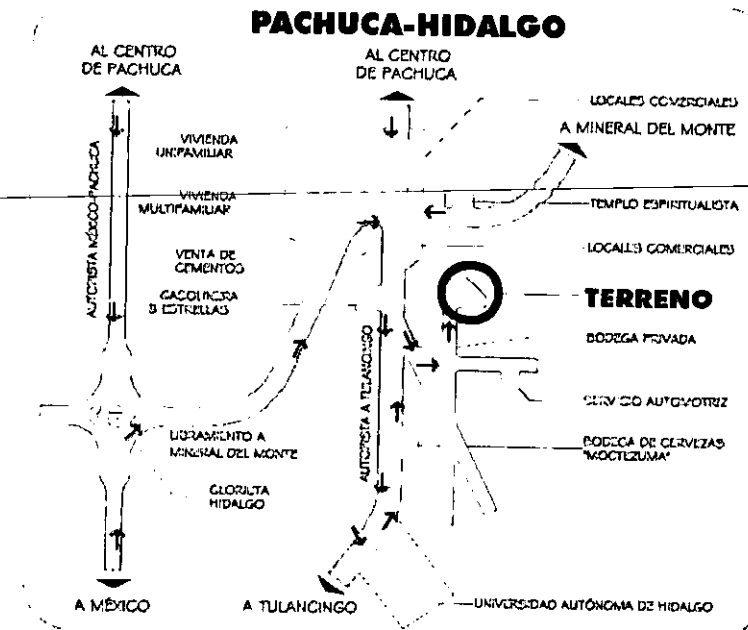 PACHUCA-HIDALGO
AL CENTRO
DE PACHUCA
AL CENTRO
DE PACHUCA
LOCALES COMERCIALES
A MINERAL DEL MONTE
AUTOPISTA MÉXICO-PACHUCA
VIVIENDA
UNIFAMILIAR
VIVIENDA
MULTIFAMILIAR
TEMPLO ESPIRITUALISTA
VENTA DE
CEMENTOS
LOCALES COMERCIALES
GASOLINERA
3 ESTRELLAS
TERRENO
AUTOPISTA A TULANCINGO
BODEGA PRIVADA
SERVICIO AUTOMOTRIZ
LIBRAMIENTO A
MINERAL DEL MONTE
BODEGA DE CERVEZAS
"MOCTEZUMA"
GLORIETA
HIDALGO
A MÉXICO
A TULANCINGO
UNIVERSIDAD AUTÓNOMA DE HIDALGO